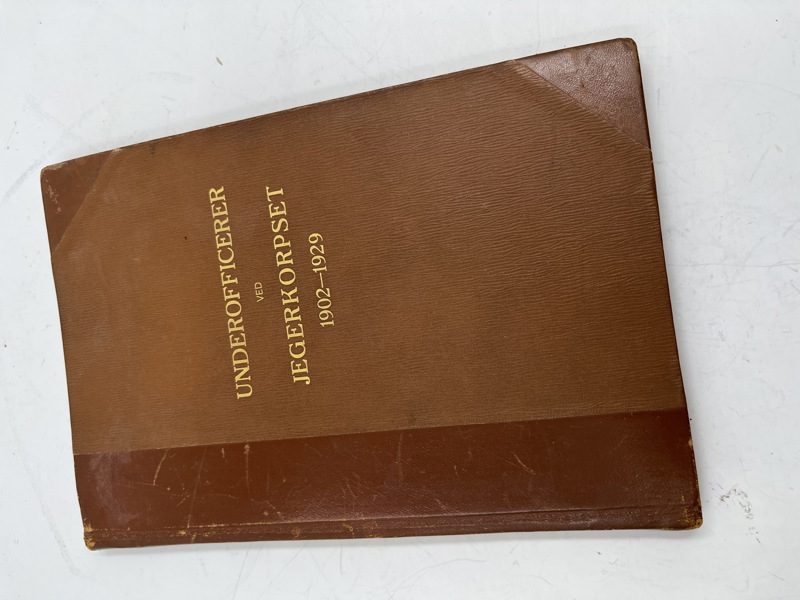 UNDEROFFICERER
VED
JEGERKORPSET
1902—1929